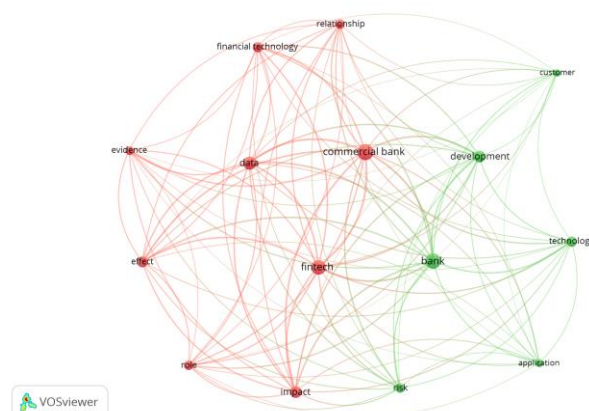 relationship
financial technology
customer
evidence
commercial bank
data
development
technolog
effect
fintech
bank
role
impact
risk
application
VOSviewer